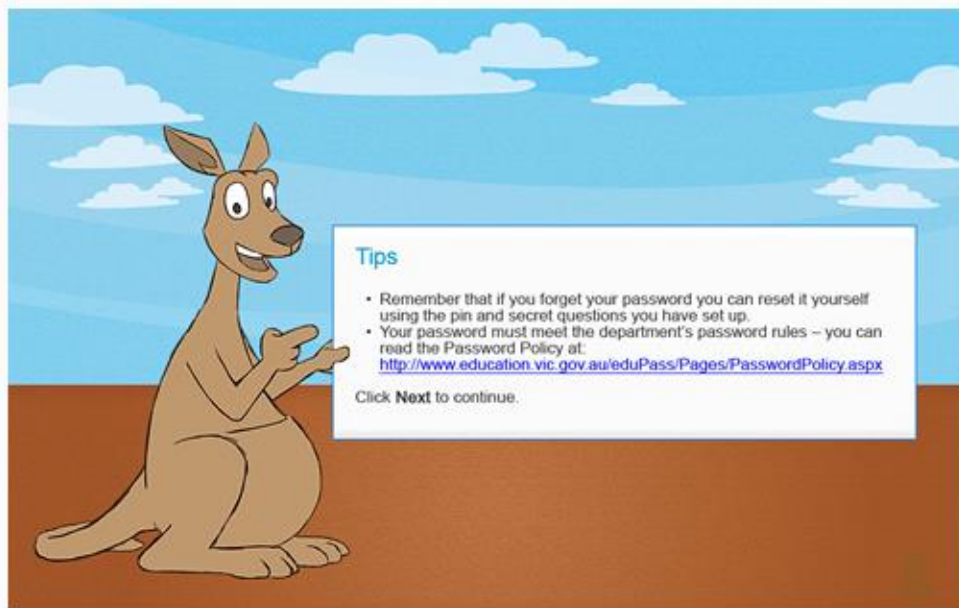 Tips
• Remember that if you forget your password you can reset it yourself
using the pin and secret questions you have set up.
• Your password must meet the department's password rules – you can
read the Password Policy at:
http://www.education.vic.gov.au/eduPass/Pages/PasswordPolicy.aspx
Click Next to continue.